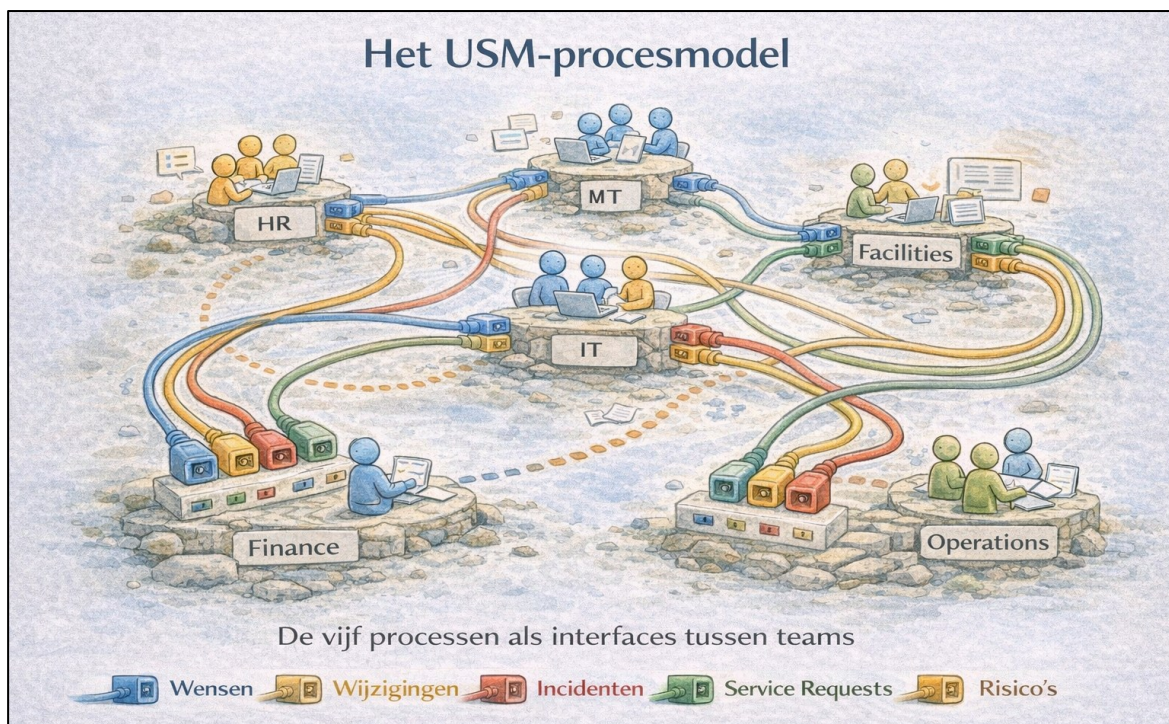 Het USM-procesmodel
HR
MT
Facilities
IT
Finance
Operations
De vijf processen als interfaces tussen teams
Wensen Wijzigingen Incidenten Service Requests Risico's